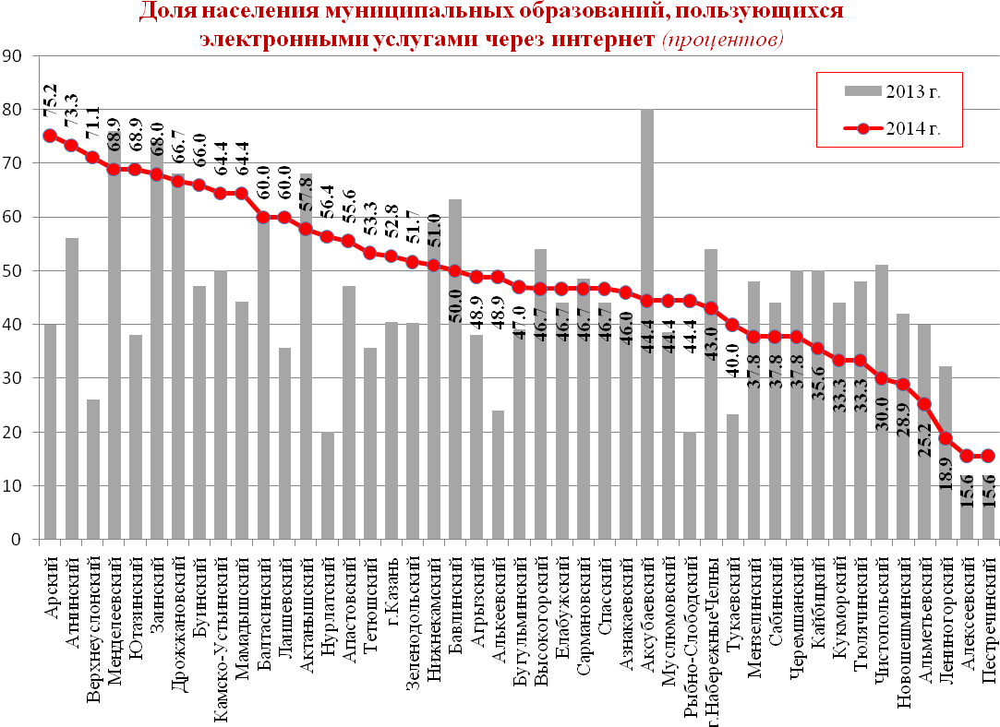 Доля населения муниципальных образований, пользующихся
электронными услугами через интернет (процентов)
90
80
70
60
50
40
30
20
10
0
2013 г.
2014 г.
75.2
73.3
71.1
68.9
68.9
68.0
66.7
66.0
64.4
64.4
60.0
60.0
57.8
56.4
55.6
53.3
52.8
51.7
51.0
50.0
48.9
48.9
47.0
46.7
46.7
46.7
46.7
46.0
44.4
44.4
44.4
43.0
40.0
37.8
37.8
37.8
35.6
33.3
33.3
30.0
28.9
25.2
18.9
15.6
15.6
Арский
Атнинский
Верхнеуслонский
Менделеевский
Ютазинский
Заинский
Дрожжановский
Буинский
Камско-Устьинский
Мамадышский
Балтасинский
Лаишевский
Актанышский
Нурлатский
Апастовский
Тетюшский
г.Казань
Зеленодольский
Нижнекамский
Бавлинский
Агрызский
Алькеевский
Бугульминский
Высокогорский
Елабужский
Сармановский
Спасский
Азнакаевский
Аксубаевский
Муслюмовский
Рыбно-Слободский
г.НабережныеЧелны
Тукаевский
Мензелинский
Сабинский
Черемшанский
Кайбицкий
Кукморский
Тюлячинский
Чистопольский
Новошешминский
Альметьевский
Лениногорский
Алексеевский
Пестречинский